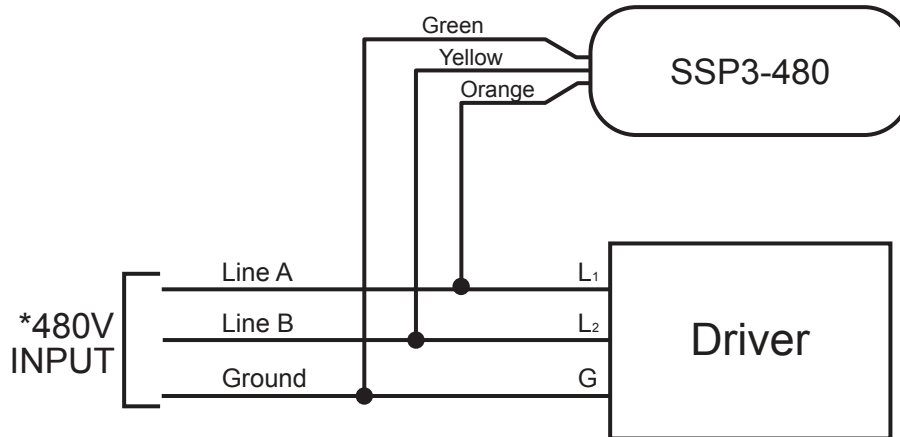 Green
Yellow
Orange
SSP3-480
*480V
INPUT
Line A
L1
Line B
L2
Ground
G
Driver